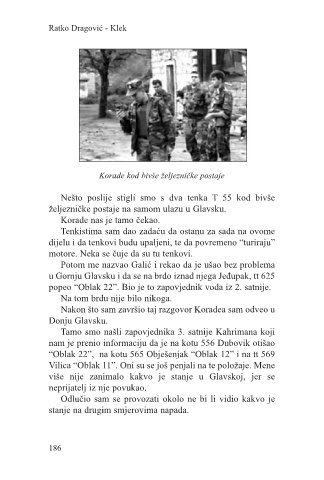 Ratko Dragović - Klek
Korade kod bivše željezničke postaje
Nešto poslije stigli smo s dva tenka T 55 kod bivše
željezničke postaje na samom ulazu u Glavsku.
Korade nas je tamo čekao.
Tenkistima sam dao zadaću da ostanu za sada na ovome
dijelu i da tenkovi budu upaljeni, te da povremeno “turiraju”
motore. Neka se čuje da su tu tenkovi.
Potom me nazvao Galić i rekao da je ušao bez problema
u Gornju Glavsku i da se na brdo iznad njega Jeđupak, tt 625
popeo “Oblak 22”. Bio je to zapovjednik voda iz 2. satnije.
Na tom brdu nije bilo nikoga.
Nakon što sam završio taj razgovor Koradea sam odveo u
Donju Glavsku.
Tamo smo našli zapovjednika 3. satnije Kahrimana koji
nam je prenio informaciju da je na kotu 556 Dubovik otišao
“Oblak 22”,  na kotu 565 Obješenjak “Oblak 12” i na tt 569
Vilica “Oblak 11”. Oni su se još penjali na te položaje. Mene
više nije zanimalo kakvo je stanje u Glavskoj, jer se
neprijatelj iz nje povukao.
Odlučio sam se provozati okolo ne bi li vidio kakvo je
stanje na drugim smjerovima napada.
186